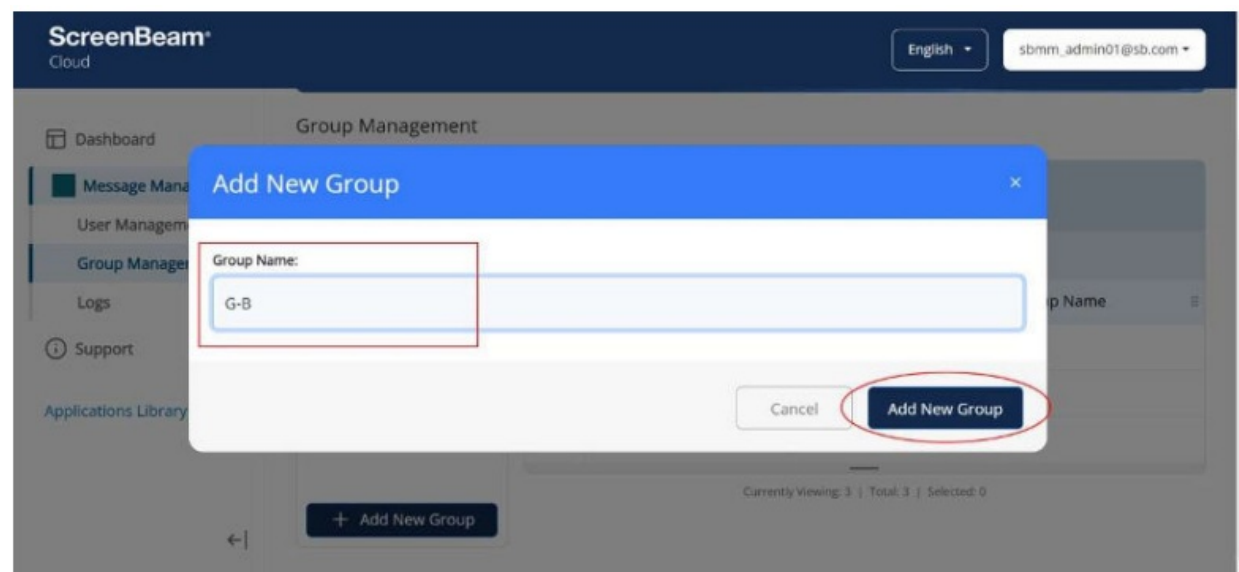 ScreenBeam
Cloud
English
sbmm_admin01@sb.com
Dashboard
Group Management
Message Mana
Add New Group
×
User Managem
Group Manager
Group Name:
G-B
Logs
p Name
Support
Applications Library
Cancel
Add New Group
Currently Viewing: 3 | Total: 3 | Selected: 0
+ Add New Group